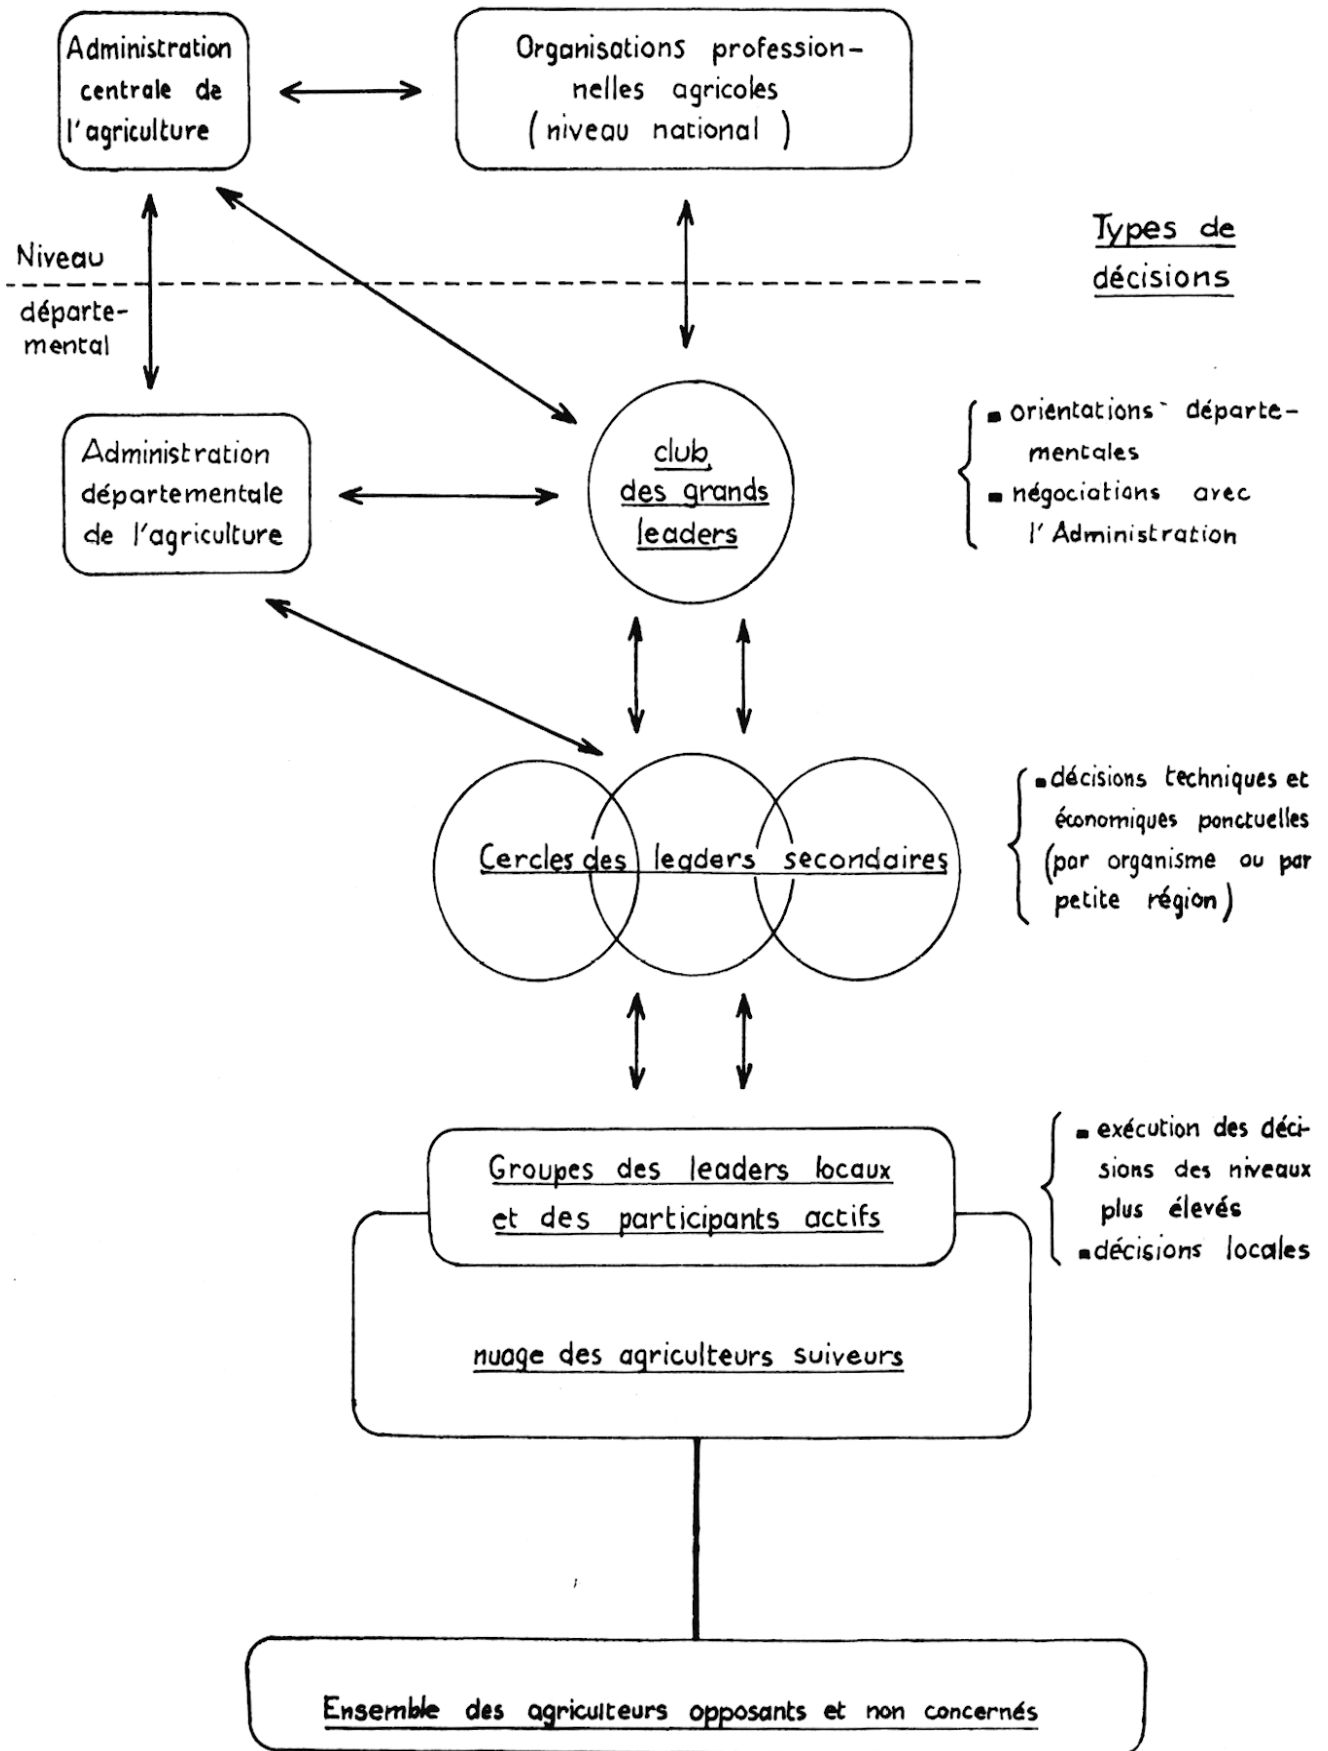 Administration
centrale de
l'agriculture
Organisations profession-
nelles agricoles
(niveau national)
Types de
décisions
Niveau
départe-
mental
Administration
départementale
de l'agriculture
club
des grands
leaders
▪ orientations départe-
mentales
▪ négociations avec
l'Administration
Cercles des leaders secondaires
▪ décisions techniques et
économiques ponctuelles
(par organisme ou par
petite région)
Groupes des leaders locaux
et des participants actifs
▪ exécution des déci-
sions des niveaux
plus élevés
▪ décisions locales
nuage des agriculteurs suiveurs
Ensemble des agriculteurs opposants et non concernés